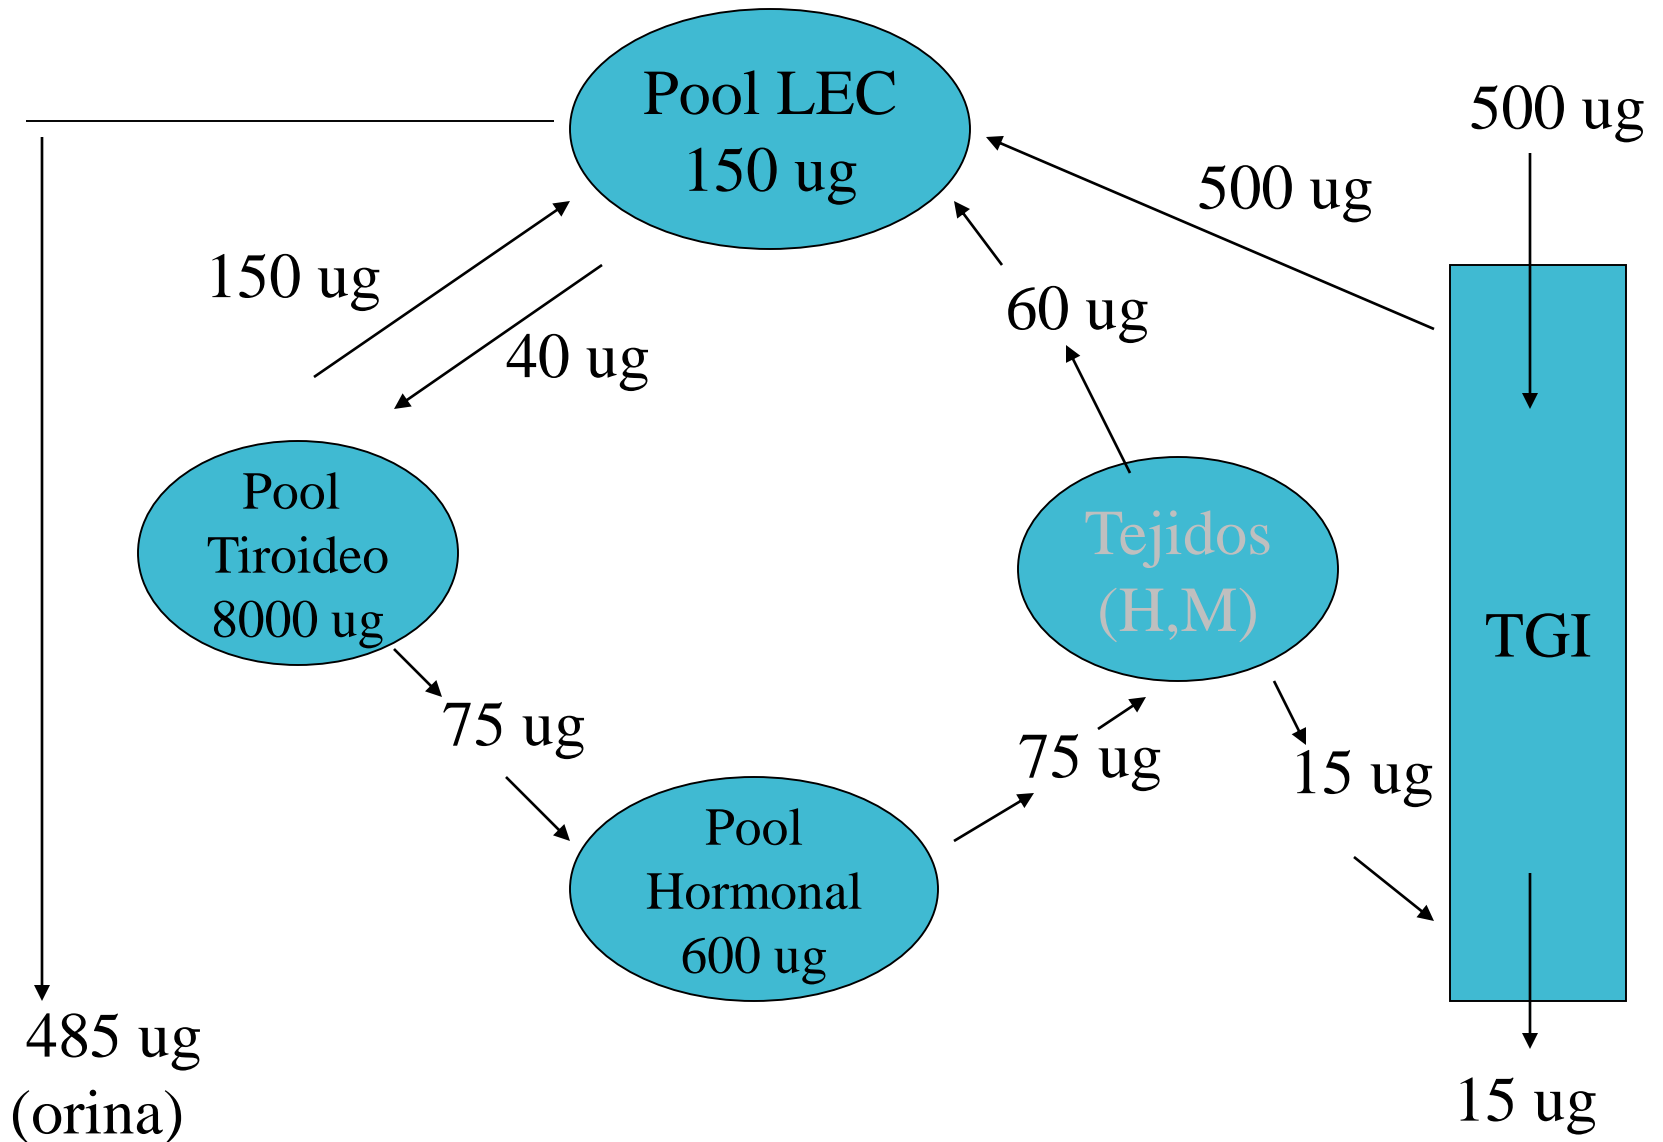 Pool LEC
150 ug
500 ug
500 ug
150 ug
60 ug
40 ug
Pool
Tiroideo
8000 ug
Tejidos
(H,M)
TGI
75 ug
75 ug
15 ug
Pool
Hormonal
600 ug
485 ug
(orina)
15 ug